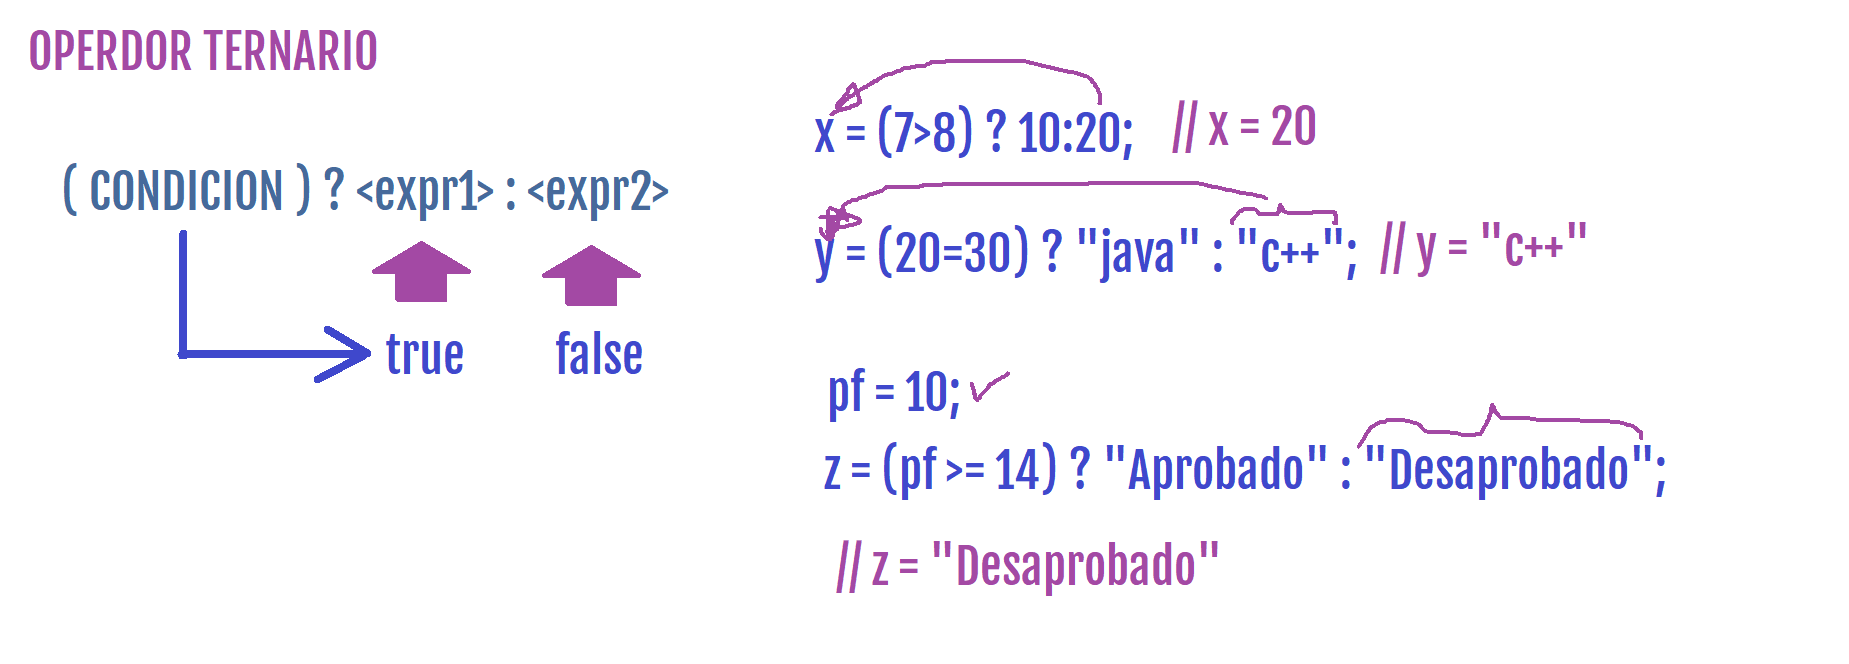 OPERDOR TERNARIO
( CONDICION ) ? <expr1> : <expr2>
true false
x = (7>8) ? 10:20; // x = 20
y = (20=30) ? "java" : "c++"; // y = "c++"
pf = 10;
z = (pf >= 14) ? "Aprobado" : "Desaprobado";
// z = "Desaprobado"